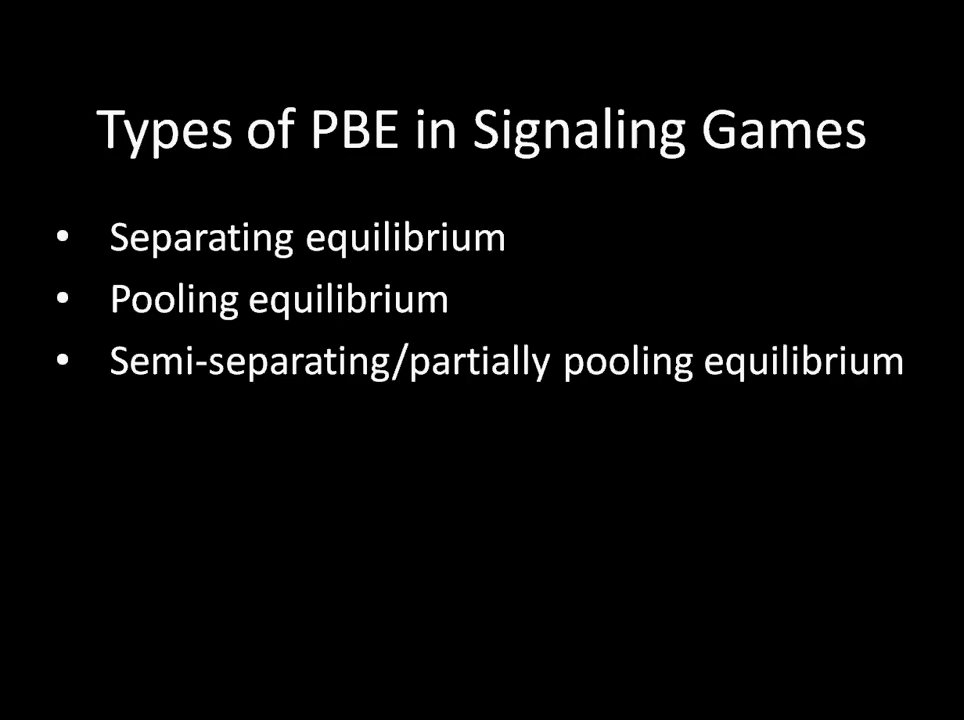 Types of PBE in Signaling Games
• Separating equilibrium
• Pooling equilibrium
• Semi-separating/partially pooling equilibrium